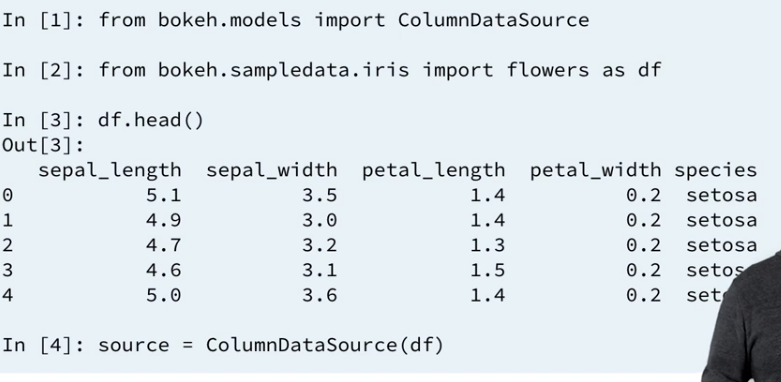 In [1]: from bokeh.models import ColumnDataSource
In [2]: from bokeh.sampledata.iris import flowers as df
In [3]: df.head()
Out[3]:
sepal_length sepal_width petal_length petal_width species
0 5.1 3.5 1.4 0.2 setosa
1 4.9 3.0 1.4 0.2 setosa
2 4.7 3.2 1.3 0.2 setosa
3 4.6 3.1 1.5 0.2
4 5.0 3.6 1.4 0.2
In [4]: source = ColumnDataSource(df)